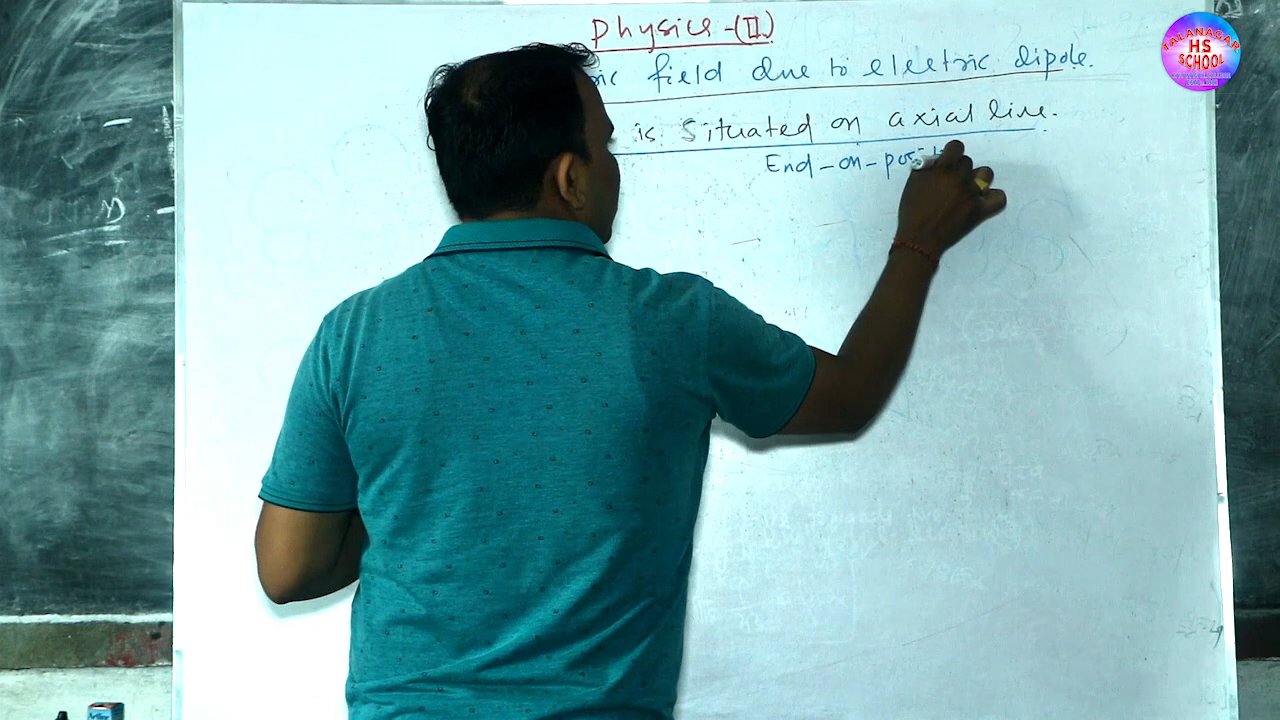 Physics-(II)
field due to electric dipole.
is situated on axial line.
End-on-posi
TALANAGAR
HS
SCHOOL